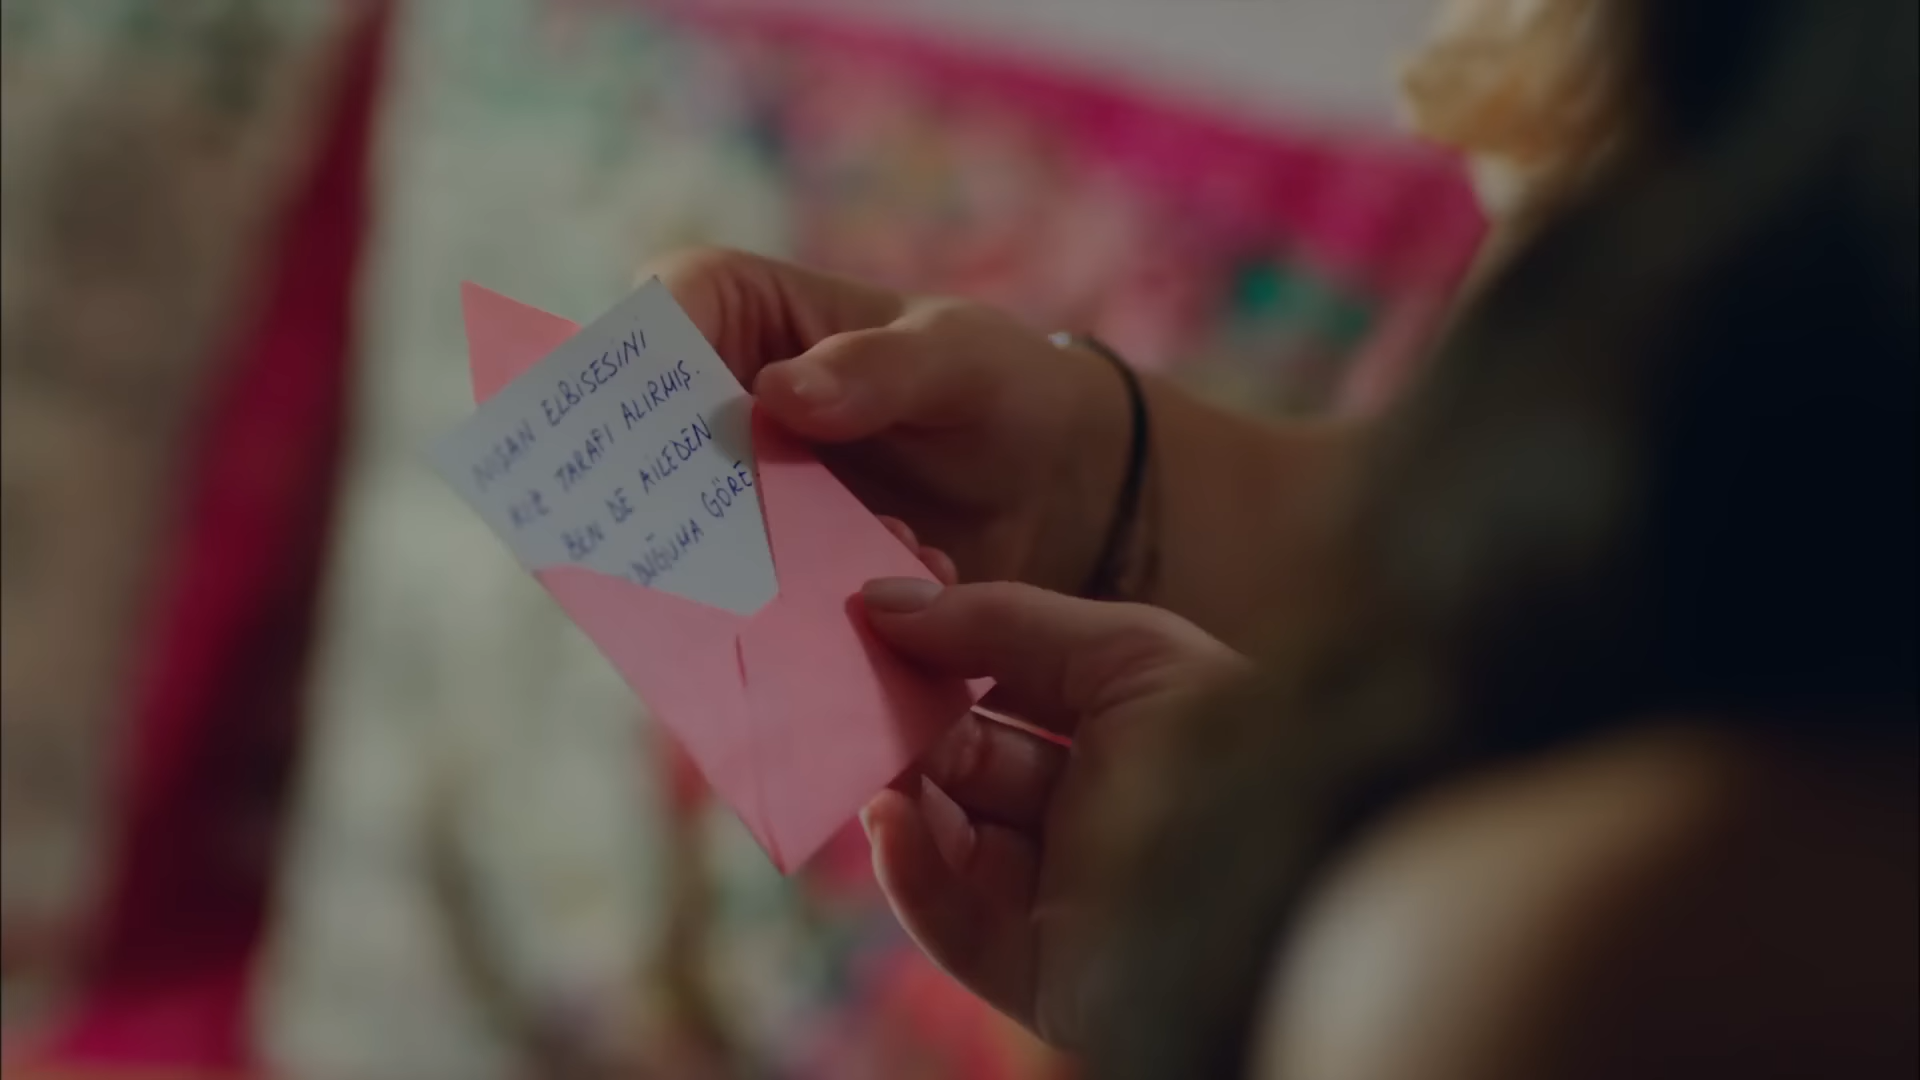 NİŞAN ELBİSESİNİ
KIZ TARAFI ALIRMIŞ.
BEN DE AİLEDEN
GÖRE.